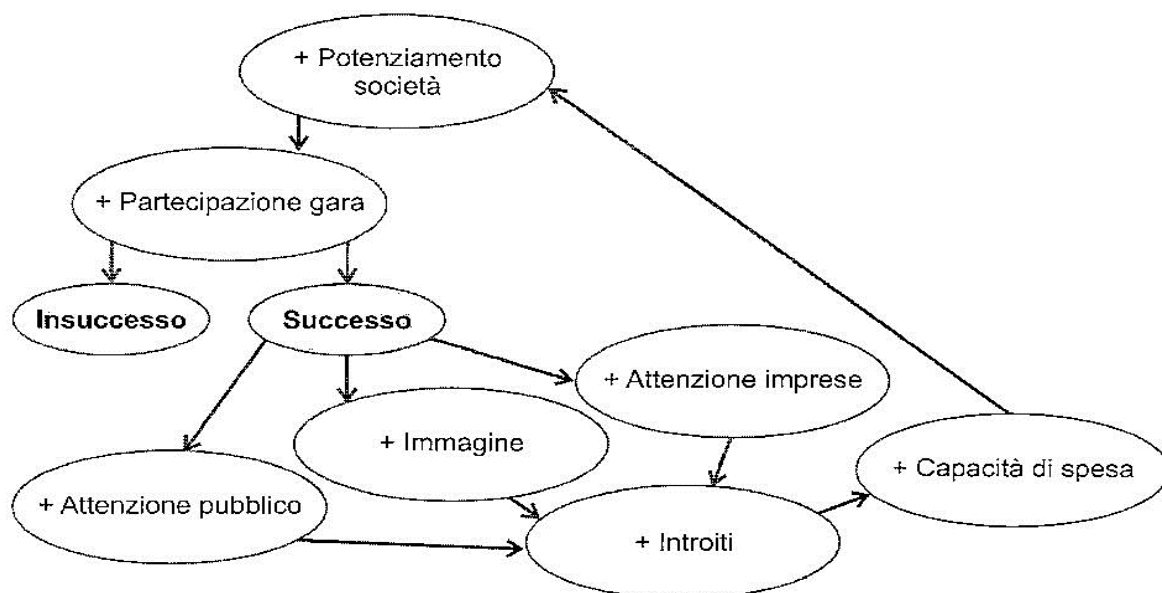 + Potenziamento
società
+ Partecipazione gara
Insuccesso
Successo
+ Attenzione imprese
+ Immagine
+ Capacità di spesa
+ Attenzione pubblico
+ Introiti